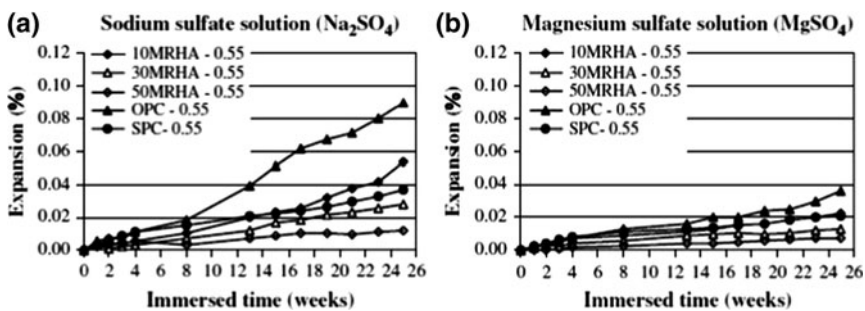 (a) Sodium sulfate solution (Na₂SO₄)
Expansion (%)
0.12
0.10
0.08
0.06
0.04
0.02
0.00
10MRHA - 0.55
30MRHA - 0.55
50MRHA - 0.55
OPC - 0.55
SPC- 0.55
0 2 4 6 8 10 12 14 16 18 20 22 24 26
Immersed time (weeks)
(b) Magnesium sulfate solution (MgSO₄)
Expansion (%)
0.12
0.10
0.08
0.06
0.04
0.02
0.00
10MRHA - 0.55
30MRHA - 0.55
50MRHA - 0.55
OPC - 0.55
SPC- 0.55
0 2 4 6 8 10 12 14 16 18 20 22 24 26
Immersed time (weeks)